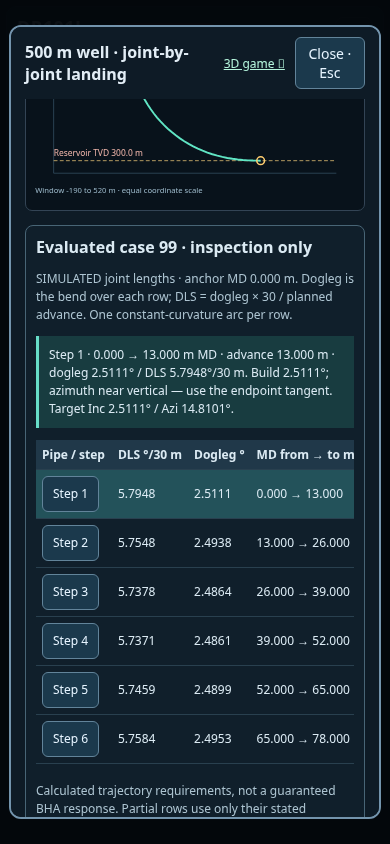 500 m well · joint-by-
joint landing
3D game
Close ·
Esc
Reservoir TVD 300.0 m
Window -190 to 520 m · equal coordinate scale
Evaluated case 99 · inspection only
SIMULATED joint lengths · anchor MD 0.000 m. Dogleg is
the bend over each row; DLS = dogleg × 30 / planned
advance. One constant-curvature arc per row.
Step 1 · 0.000 → 13.000 m MD · advance 13.000 m ·
dogleg 2.5111° / DLS 5.7948°/30 m. Build 2.5111°;
azimuth near vertical — use the endpoint tangent.
Target Inc 2.5111° / Azi 14.8101°.
Pipe / step DLS °/30 m Dogleg ° MD from → to m
Step 1 5.7948 2.5111 0.000 → 13.000
Step 2 5.7548 2.4938 13.000 → 26.000
Step 3 5.7378 2.4864 26.000 → 39.000
Step 4 5.7371 2.4861 39.000 → 52.000
Step 5 5.7459 2.4899 52.000 → 65.000
Step 6 5.7584 2.4953 65.000 → 78.000
Calculated trajectory requirements, not a guaranteed
BHA response. Partial rows use only their stated